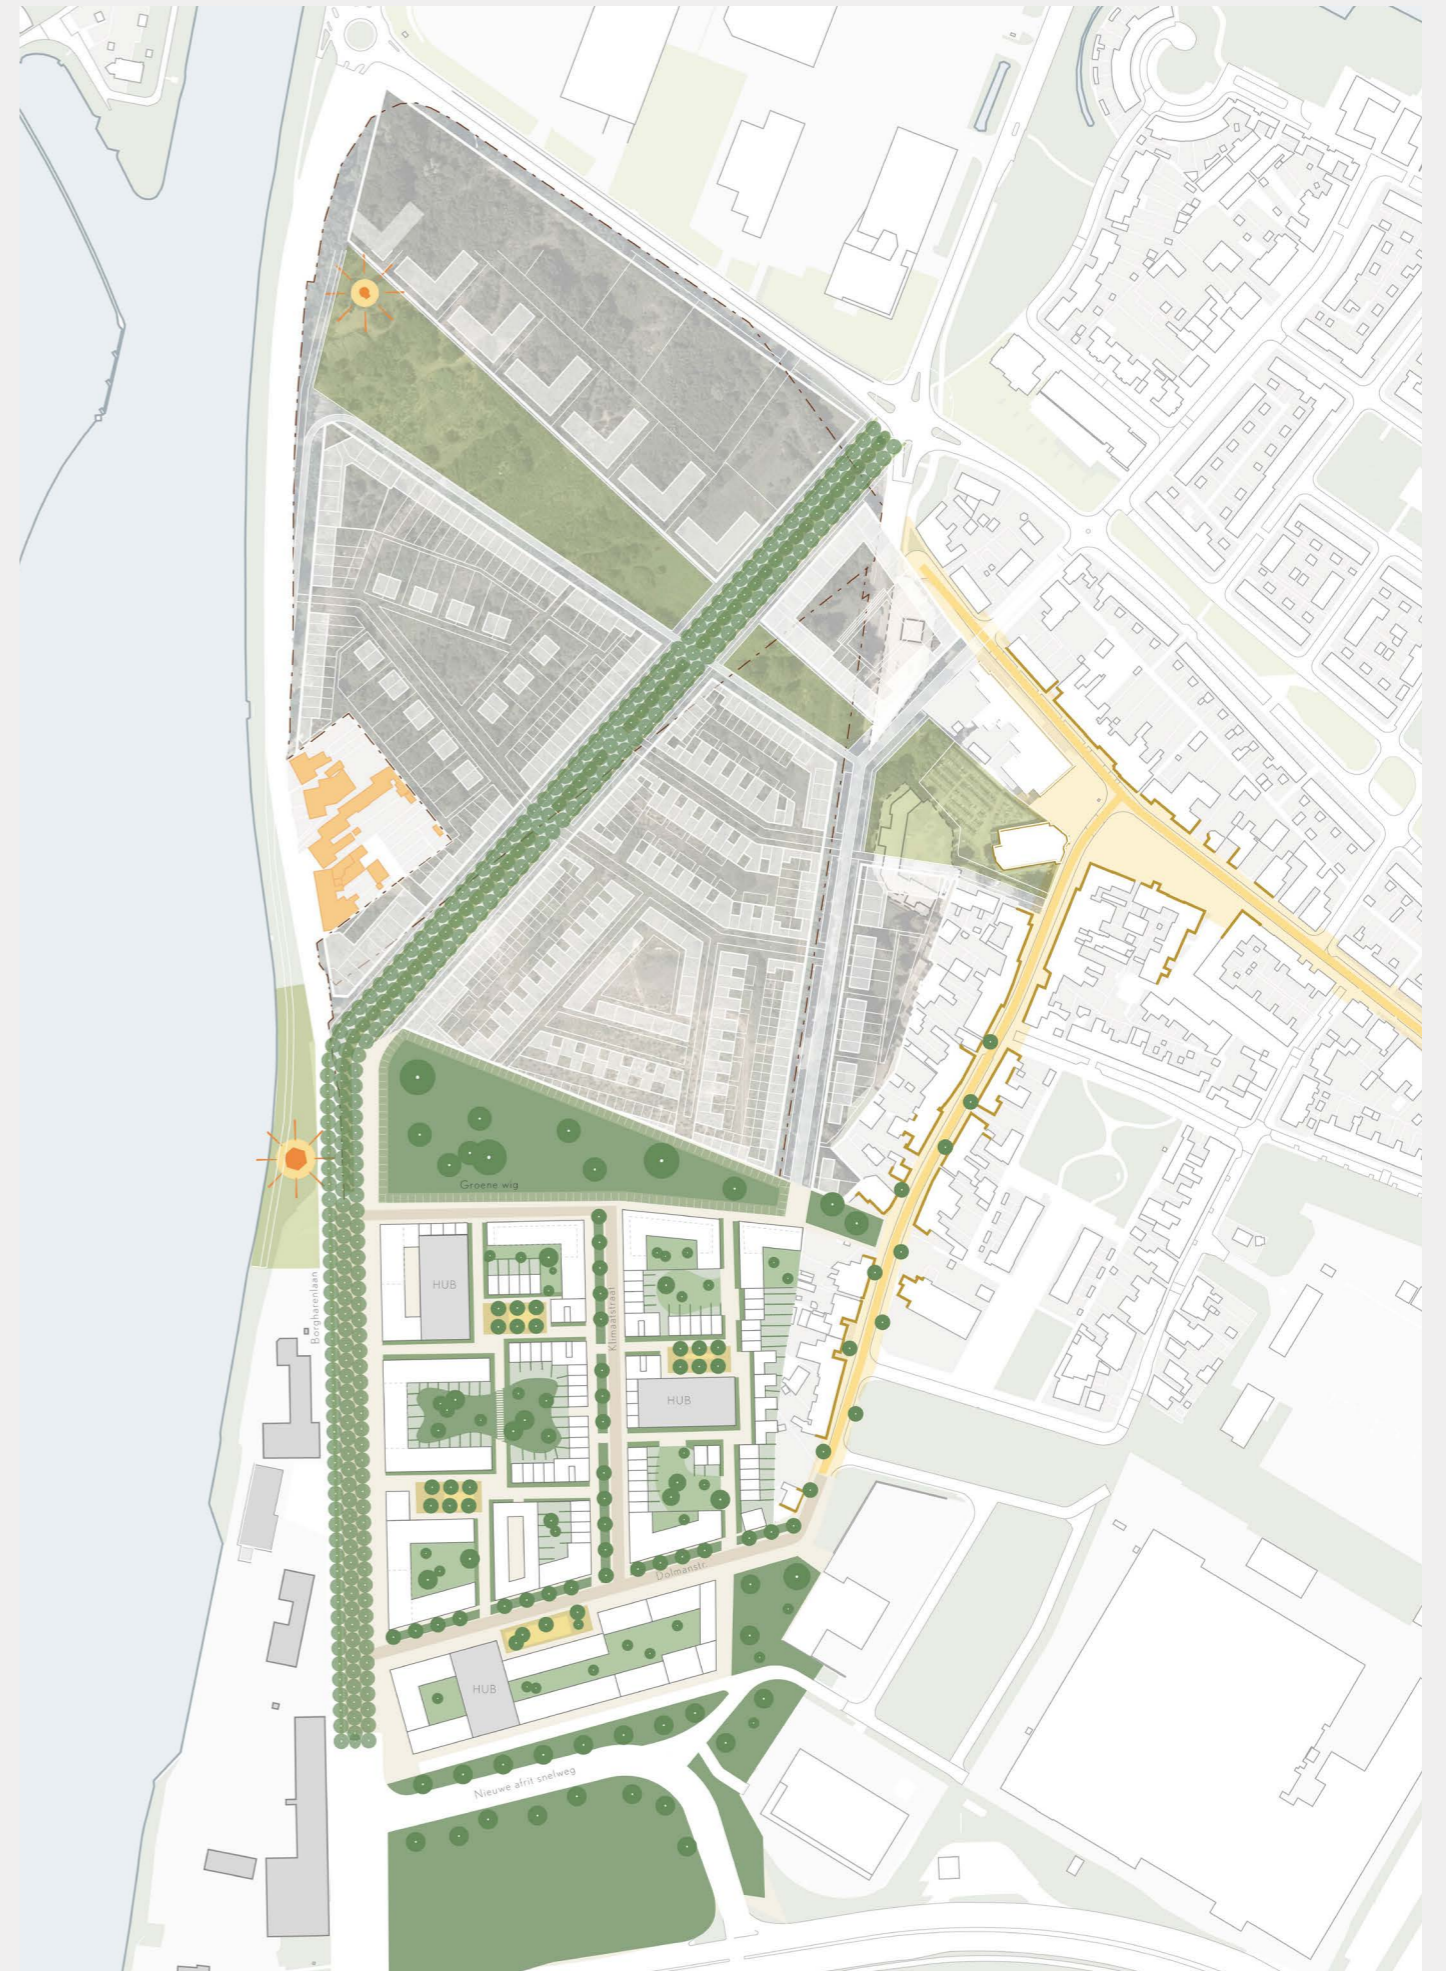 Groene wig
HUB
Borgharenlaan
Klimaatstraat
HUB
Dolmanstr.
HUB
Nieuwe afrit snelweg